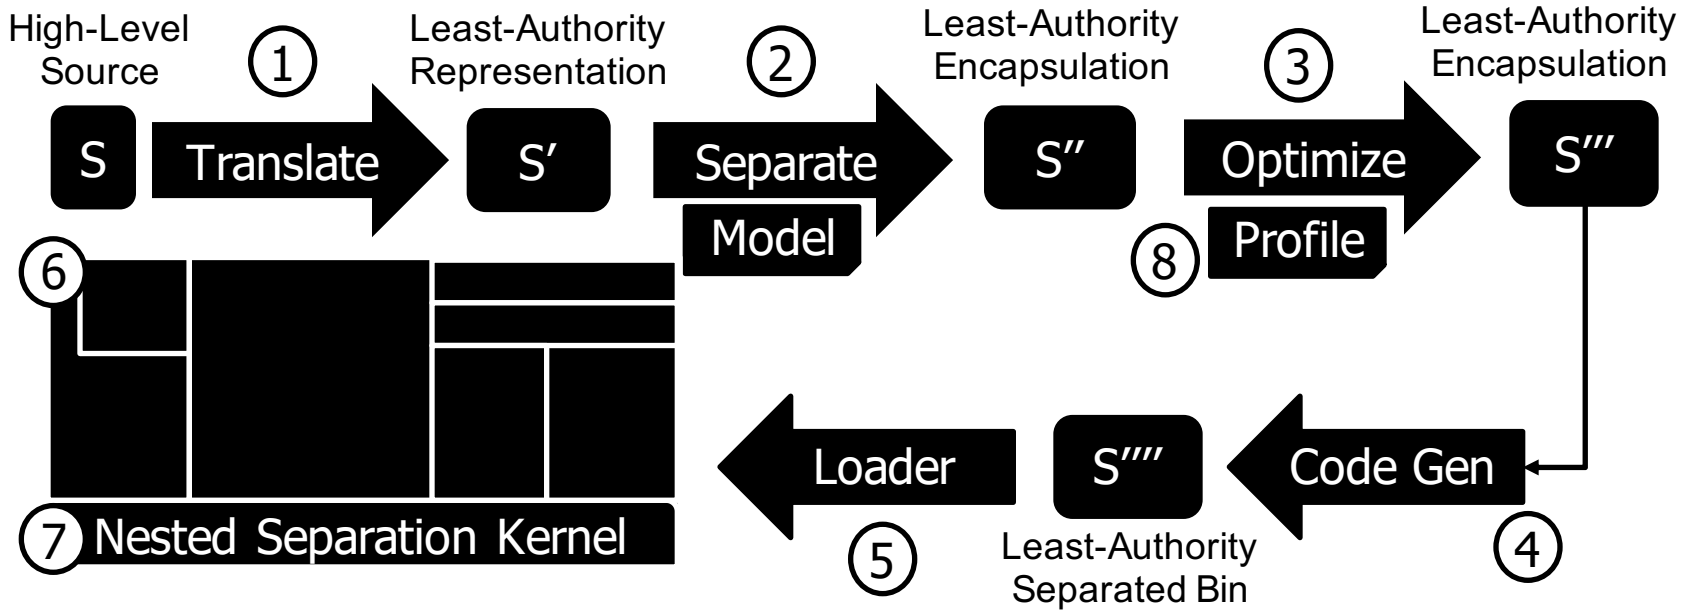 High-Level
Source
1
Least-Authority
Representation
2
Least-Authority
Encapsulation
3
Least-Authority
Encapsulation
S
Translate
S′
Separate
Model
S′′
Optimize
8
Profile
S′′′
6
Loader
5
S′′′′
Least-Authority
Separated Bin
Code Gen
4
7
Nested Separation Kernel